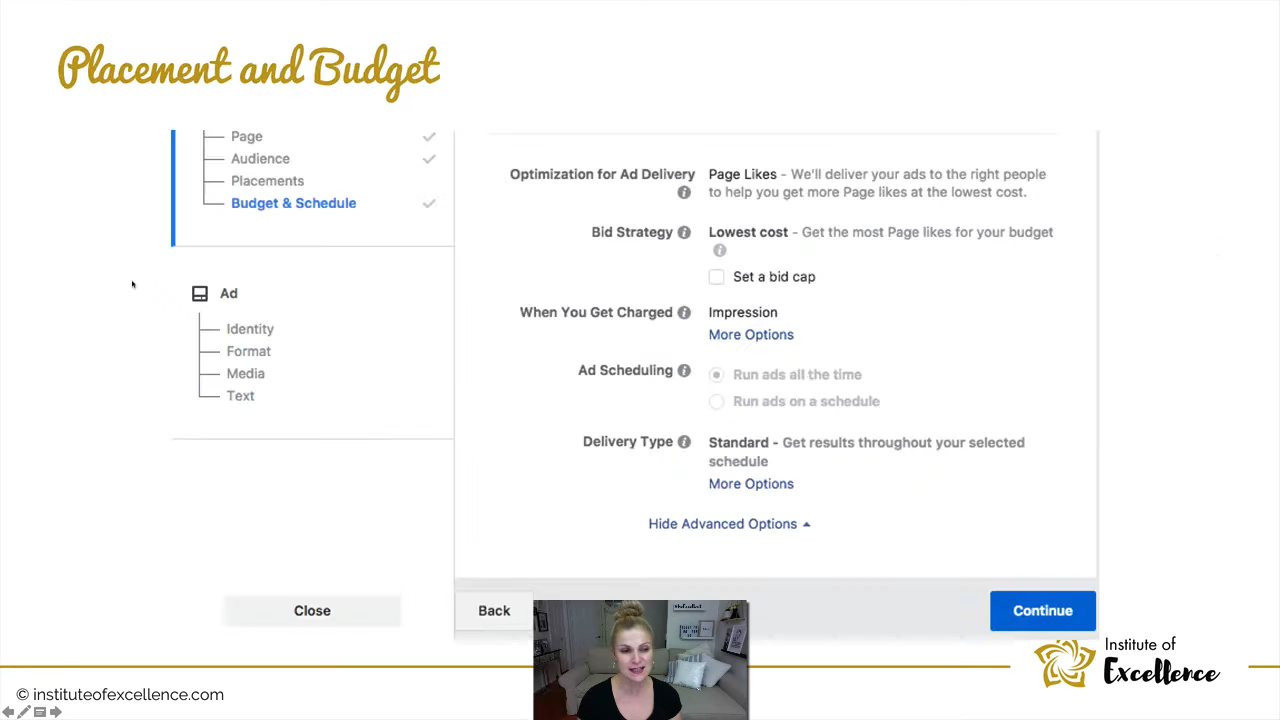 Placement and Budget
Page
Audience
Placements
Budget & Schedule
Ad
Identity
Format
Media
Text
Close
Optimization for Ad Delivery
Page Likes - We'll deliver your ads to the right people
to help you get more Page likes at the lowest cost.
Bid Strategy
Lowest cost - Get the most Page likes for your budget
Set a bid cap
When You Get Charged
Impression
More Options
Ad Scheduling
Run ads all the time
Run ads on a schedule
Delivery Type
Standard - Get results throughout your selected
schedule
More Options
Hide Advanced Options
Back
Continue
Institute of
Excellence
© instituteofexcellence.com